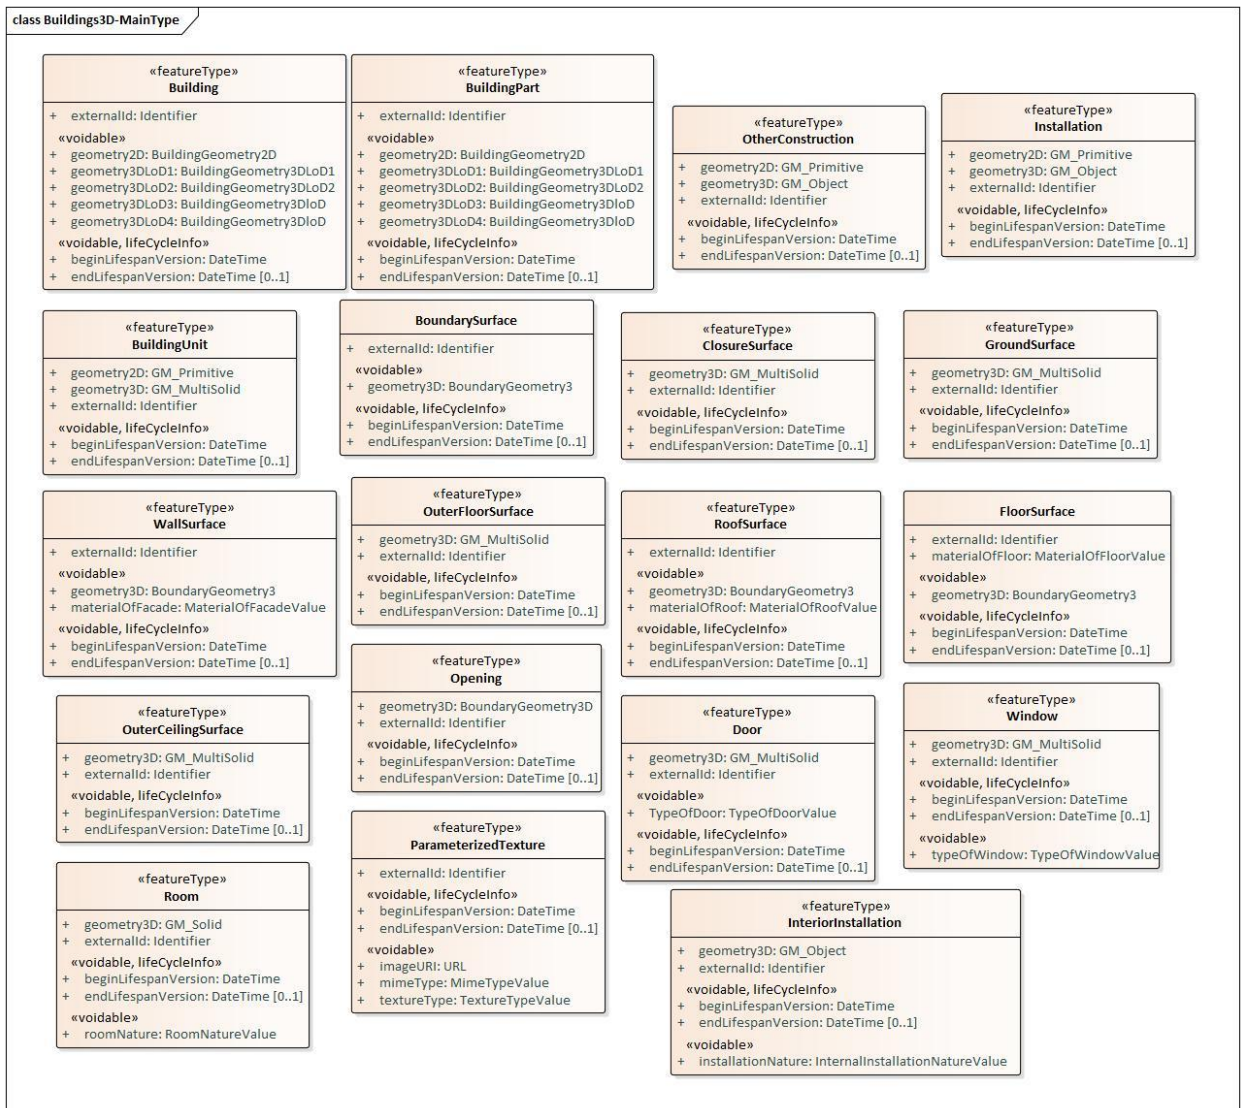 class Buildings3D-MainType
«featureType»
Building
+ externalId: Identifier
«voidable»
+ geometry2D: BuildingGeometry2D
+ geometry3DLoD1: BuildingGeometry3DLoD1
+ geometry3DLoD2: BuildingGeometry3DLoD2
+ geometry3DLoD3: BuildingGeometry3DloD
+ geometry3DLoD4: BuildingGeometry3DloD
«voidable, lifeCycleInfo»
+ beginLifespanVersion: DateTime
+ endLifespanVersion: DateTime [0..1]
«featureType»
BuildingPart
+ externalId: Identifier
«voidable»
+ geometry2D: BuildingGeometry2D
+ geometry3DLoD1: BuildingGeometry3DLoD1
+ geometry3DLoD2: BuildingGeometry3DLoD2
+ geometry3DLoD3: BuildingGeometry3DloD
+ geometry3DLoD4: BuildingGeometry3DloD
«voidable, lifeCycleInfo»
+ beginLifespanVersion: DateTime
+ endLifespanVersion: DateTime [0..1]
«featureType»
OtherConstruction
+ geometry2D: GM_Primitive
+ geometry3D: GM_Object
+ externalId: Identifier
«voidable, lifeCycleInfo»
+ beginLifespanVersion: DateTime
+ endLifespanVersion: DateTime [0..1]
«featureType»
Installation
+ geometry2D: GM_Primitive
+ geometry3D: GM_Object
+ externalId: Identifier
«voidable, lifeCycleInfo»
+ beginLifespanVersion: DateTime
+ endLifespanVersion: DateTime [0..1]
«featureType»
BuildingUnit
+ geometry2D: GM_Primitive
+ geometry3D: GM_MultiSolid
+ externalId: Identifier
«voidable, lifeCycleInfo»
+ beginLifespanVersion: DateTime
+ endLifespanVersion: DateTime [0..1]
BoundarySurface
+ externalId: Identifier
«voidable»
+ geometry3D: BoundaryGeometry3
«voidable, lifeCycleInfo»
+ beginLifespanVersion: DateTime
+ endLifespanVersion: DateTime [0..1]
«featureType»
ClosureSurface
+ geometry3D: GM_MultiSolid
+ externalId: Identifier
«voidable, lifeCycleInfo»
+ beginLifespanVersion: DateTime
+ endLifespanVersion: DateTime [0..1]
«featureType»
GroundSurface
+ geometry3D: GM_MultiSolid
+ externalId: Identifier
«voidable, lifeCycleInfo»
+ beginLifespanVersion: DateTime
+ endLifespanVersion: DateTime [0..1]
«featureType»
WallSurface
+ externalId: Identifier
«voidable»
+ geometry3D: BoundaryGeometry3
+ materialOfFacade: MaterialOfFacadeValue
«voidable, lifeCycleInfo»
+ beginLifespanVersion: DateTime
+ endLifespanVersion: DateTime [0..1]
«featureType»
OuterFloorSurface
+ geometry3D: GM_MultiSolid
+ externalId: Identifier
«voidable, lifeCycleInfo»
+ beginLifespanVersion: DateTime
+ endLifespanVersion: DateTime [0..1]
«featureType»
RoofSurface
+ externalId: Identifier
«voidable»
+ geometry3D: BoundaryGeometry3
+ materialOfRoof: MaterialOfRoofValue
«voidable, lifeCycleInfo»
+ beginLifespanVersion: DateTime
+ endLifespanVersion: DateTime [0..1]
FloorSurface
+ externalId: Identifier
+ materialOfFloor: MaterialOfFloorValue
«voidable»
+ geometry3D: BoundaryGeometry3
«voidable, lifeCycleInfo»
+ beginLifespanVersion: DateTime
+ endLifespanVersion: DateTime [0..1]
«featureType»
Opening
+ geometry3D: BoundaryGeometry3D
+ externalId: Identifier
«voidable, lifeCycleInfo»
+ beginLifespanVersion: DateTime
+ endLifespanVersion: DateTime [0..1]
«featureType»
OuterCeilingSurface
+ geometry3D: GM_MultiSolid
+ externalId: Identifier
«voidable, lifeCycleInfo»
+ beginLifespanVersion: DateTime
+ endLifespanVersion: DateTime [0..1]
«featureType»
Door
+ geometry3D: GM_MultiSolid
+ externalId: Identifier
«voidable»
+ TypeOfDoor: TypeOfDoorValue
«voidable, lifeCycleInfo»
+ beginLifespanVersion: DateTime
+ endLifespanVersion: DateTime [0..1]
«featureType»
Window
+ geometry3D: GM_MultiSolid
+ externalId: Identifier
«voidable, lifeCycleInfo»
+ beginLifespanVersion: DateTime
+ endLifespanVersion: DateTime [0..1]
«voidable»
+ typeOfWindow: TypeOfWindowValue
«featureType»
ParameterizedTexture
+ externalId: Identifier
«voidable, lifeCycleInfo»
+ beginLifespanVersion: DateTime
+ endLifespanVersion: DateTime [0..1]
«voidable»
+ imageURI: URL
+ mimeType: MimeTypeValue
+ textureType: TextureTypeValue
«featureType»
Room
+ geometry3D: GM_Solid
+ externalId: Identifier
«voidable, lifeCycleInfo»
+ beginLifespanVersion: DateTime
+ endLifespanVersion: DateTime [0..1]
«voidable»
+ roomNature: RoomNatureValue
«featureType»
InteriorInstallation
+ geometry3D: GM_Object
+ externalId: Identifier
«voidable, lifeCycleInfo»
+ beginLifespanVersion: DateTime
+ endLifespanVersion: DateTime [0..1]
«voidable»
+ installationNature: InternalInstallationNatureValue